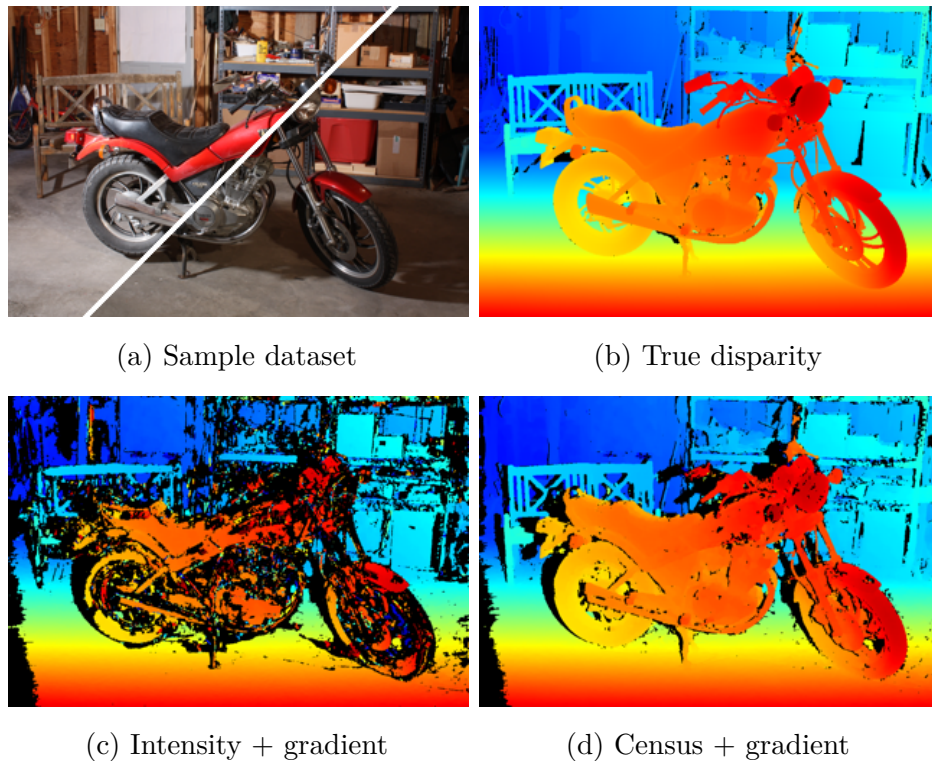 (a) Sample dataset
(b) True disparity
(c) Intensity + gradient
(d) Census + gradient